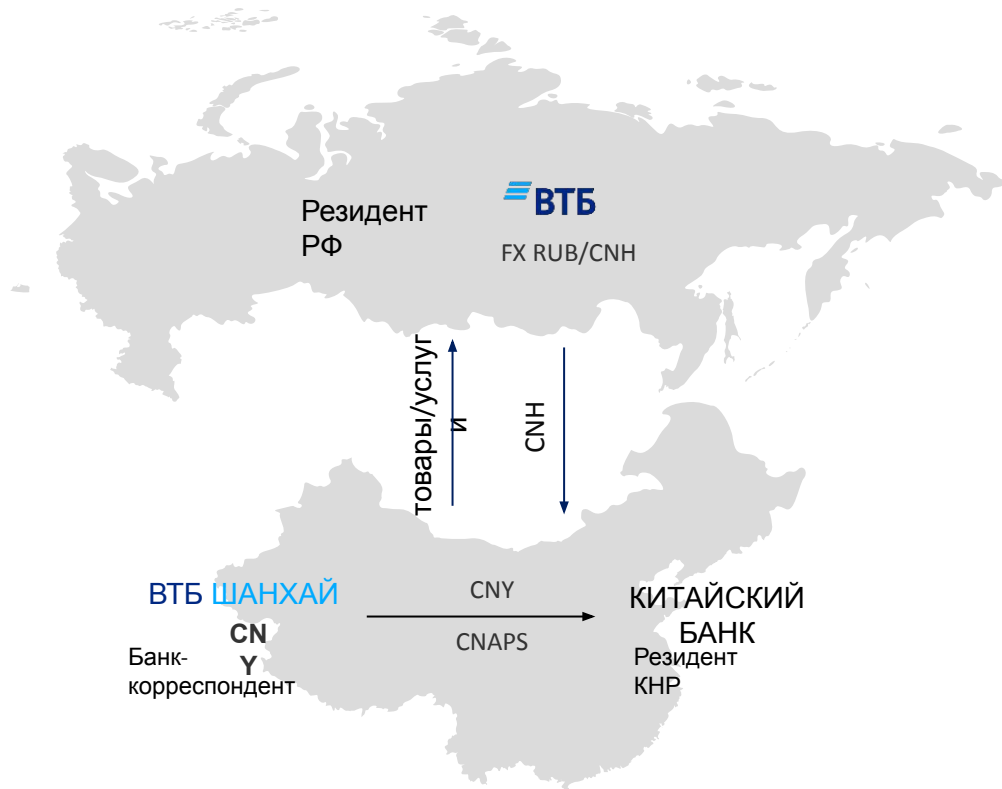 Резидент
РФ
ВТБ
FX RUB/CNH
товары/услуг
и
CNH
ВТБ ШАНХАЙ
CN
Y
Банк-
корреспондент
CNY
CNAPS
КИТАЙСКИЙ
БАНК
Резидент
КНР